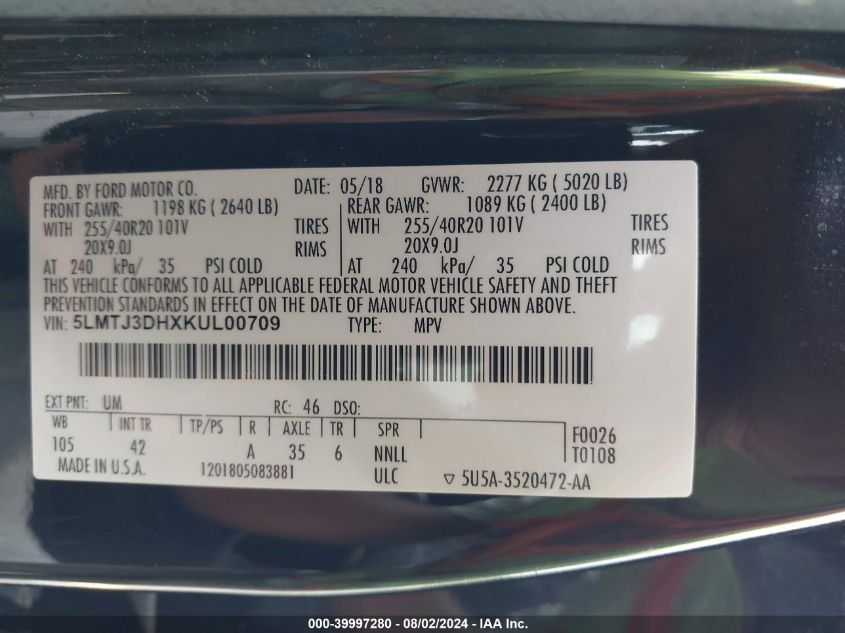 MFD. BY FORD MOTOR CO. DATE: 05/18 GVWR: 2277 KG ( 5020 LB)
FRONT GAWR: 1198 KG ( 2640 LB) REAR GAWR: 1089 KG ( 2400 LB)
WITH 255/40R20 101V TIRES WITH 255/40R20 101V TIRES
20X9.0J RIMS 20X9.0J RIMS
AT 240 kPa/ 35 PSI COLD AT 240 kPa/ 35 PSI COLD
THIS VEHICLE CONFORMS TO ALL APPLICABLE FEDERAL MOTOR VEHICLE SAFETY AND THEFT
PREVENTION STANDARDS IN EFFECT ON THE DATE OF MANUFACTURE SHOWN ABOVE.
VIN: 5LMTJ3DHXKUL00709 TYPE: MPV
EXT PNT: UM RC: 46 DSO:
WB INT TR TP/PS R AXLE TR SPR F0026
105 42 A 35 6 NNLL T0108
MADE IN U.S.A. 1201805083881 ULC ▽ 5U5A-3520472-AA
000-39997280 - 08/02/2024 - IAA Inc.